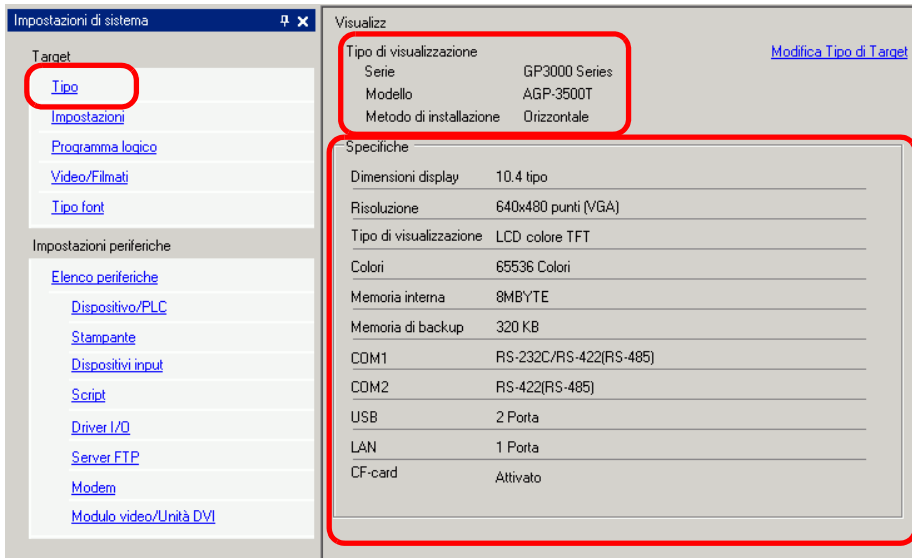 Impostazioni di sistema
Target
Tipo
Impostazioni
Programma logico
Video/Filmati
Tipo font
Impostazioni periferiche
Elenco periferiche
Dispositivo/PLC
Stampante
Dispositivi input
Script
Driver I/O
Server FTP
Modem
Modulo video/Unità DVI
Visualizz
Tipo di visualizzazione
Serie GP3000 Series
Modello AGP-3500T
Metodo di installazione Orizzontale
Modifica Tipo di Target
Specifiche
Dimensioni display 10.4 tipo
Risoluzione 640x480 punti (VGA)
Tipo di visualizzazione LCD colore TFT
Colori 65536 Colori
Memoria interna 8MBYTE
Memoria di backup 320 KB
COM1 RS-232C/RS-422(RS-485)
COM2 RS-422(RS-485)
USB 2 Porta
LAN 1 Porta
CF-card Attivato